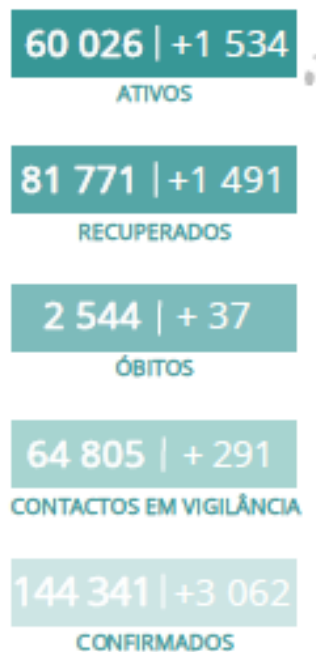 60 026 | +1 534
ATIVOS
81 771 | +1 491
RECUPERADOS
2 544 | + 37
ÓBITOS
64 805 | + 291
CONTACTOS EM VIGILÂNCIA
144 341 | +3 062
CONFIRMADOS